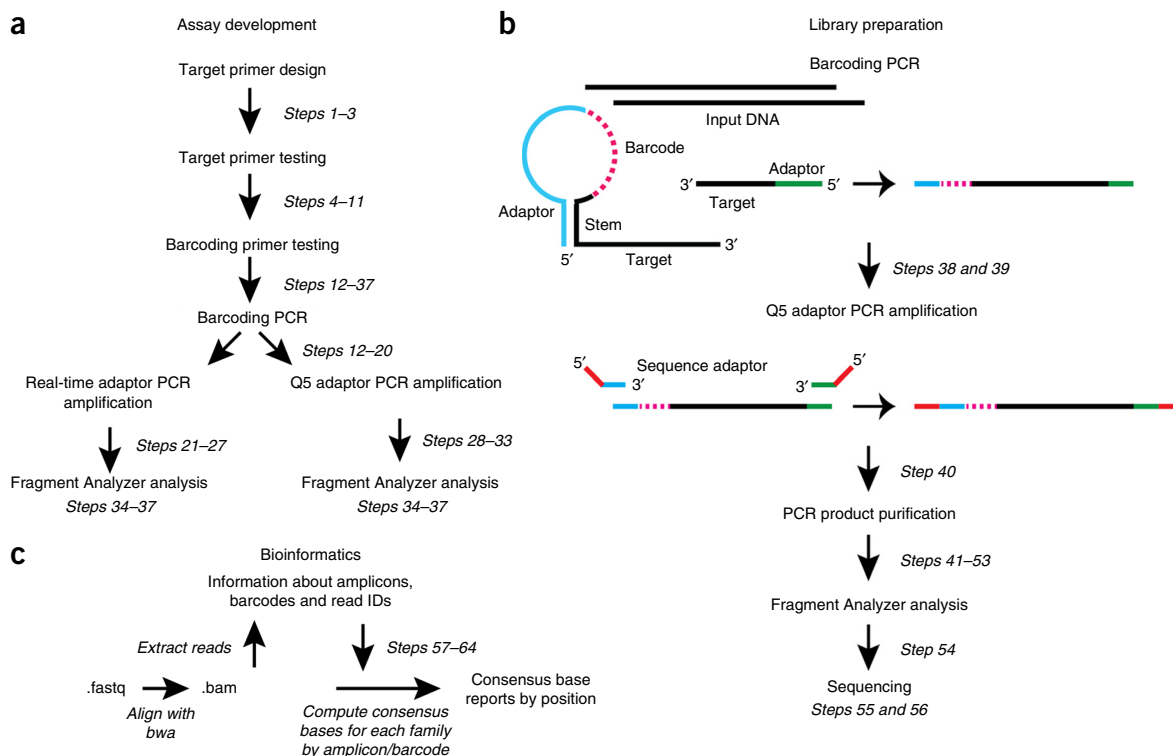 a
Assay development
Target primer design
Steps 1–3
Target primer testing
Steps 4–11
Barcoding primer testing
Steps 12–37
Barcoding PCR
Steps 12–20
Real-time adaptor PCR
amplification
Q5 adaptor PCR amplification
Steps 21–27
Steps 28–33
Fragment Analyzer analysis
Steps 34–37
Fragment Analyzer analysis
Steps 34–37
b
Library preparation
Barcoding PCR
Input DNA
Barcode
Adaptor
3′
5′
Target
Adaptor
Stem
5′
Target
3′
Steps 38 and 39
Q5 adaptor PCR amplification
5′
Sequence adaptor
3′
5′
3′
Step 40
PCR product purification
Steps 41–53
Fragment Analyzer analysis
Step 54
Sequencing
Steps 55 and 56
c
Bioinformatics
Information about amplicons,
barcodes and read IDs
Extract reads
Steps 57–64
.fastq
.bam
Align with
bwa
Compute consensus
bases for each family
by amplicon/barcode
Consensus base
reports by position